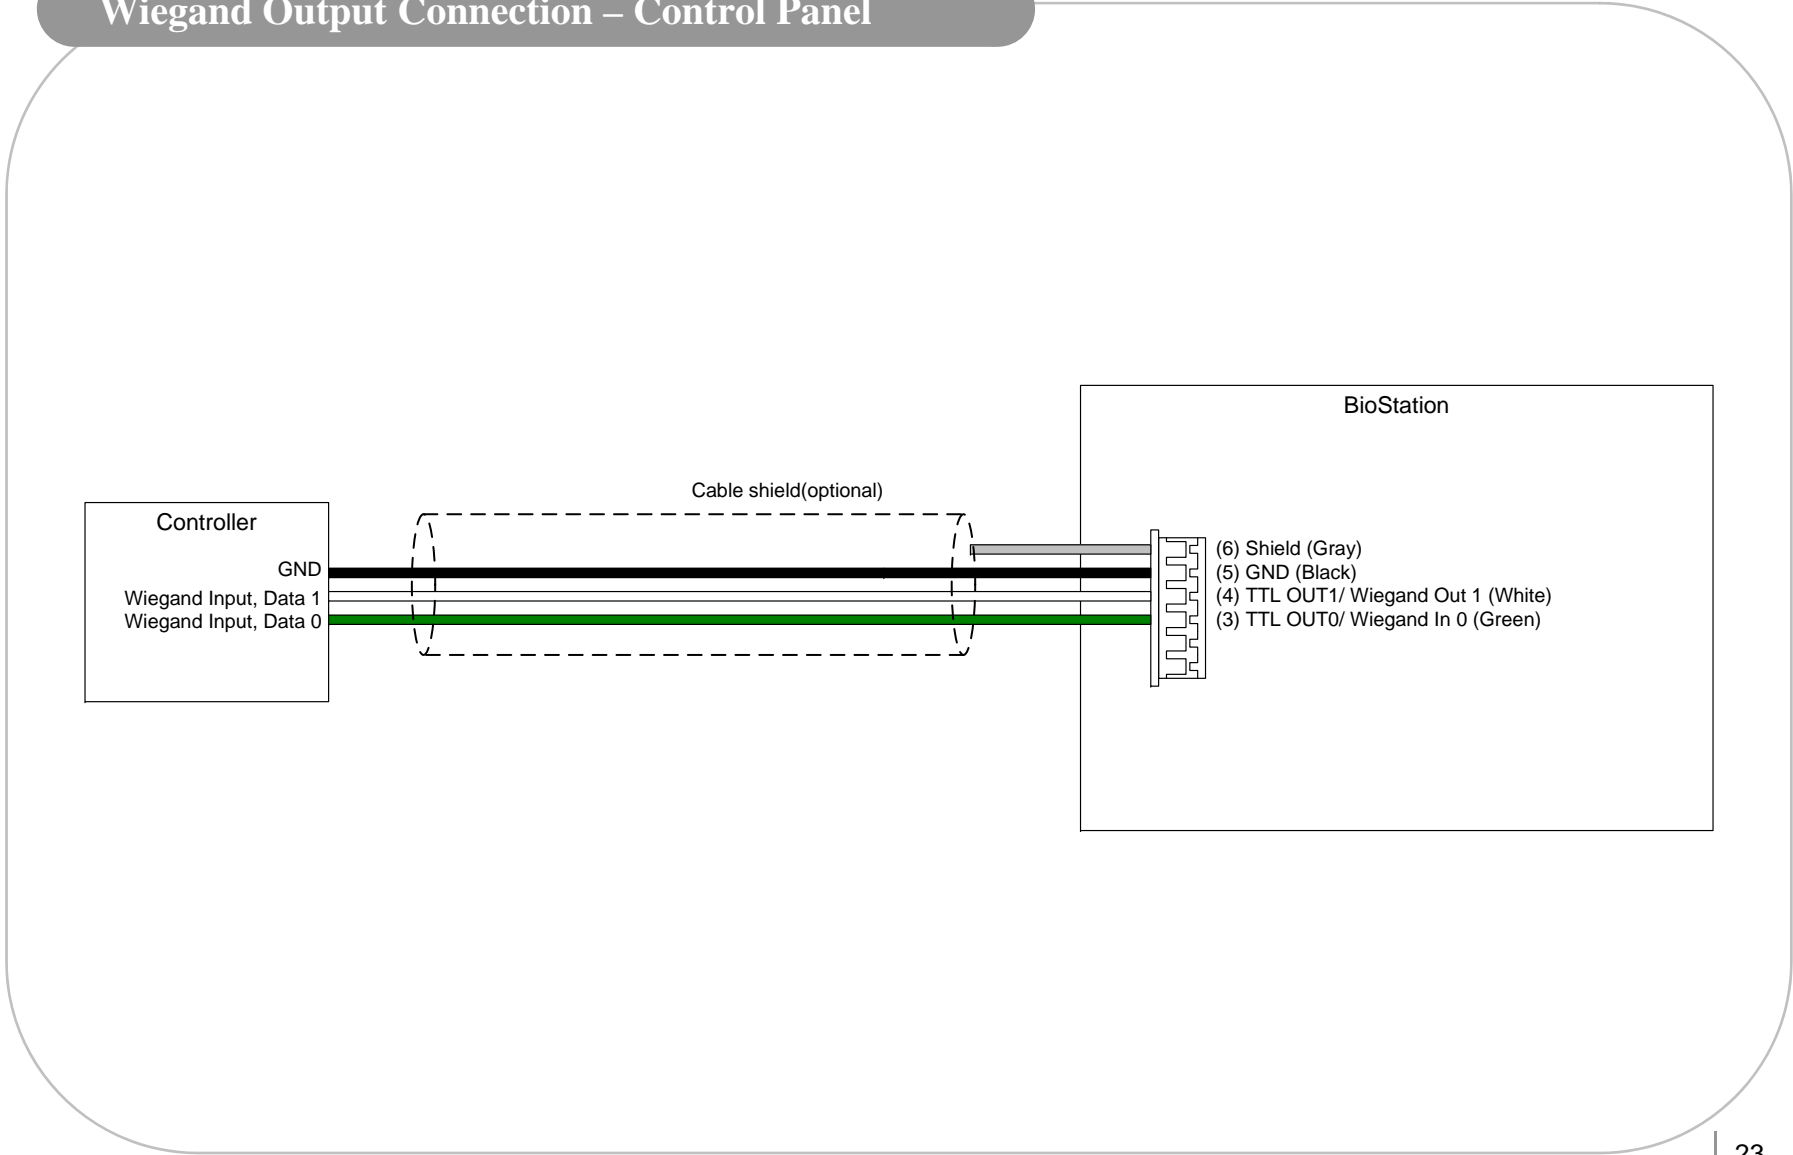 Wiegand Output Connection – Control Panel
BioStation
Cable shield(optional)
Controller
GND
Wiegand Input, Data 1
Wiegand Input, Data 0
(6) Shield (Gray)
(5) GND (Black)
(4) TTL OUT1/ Wiegand Out 1 (White)
(3) TTL OUT0/ Wiegand In 0 (Green)
23